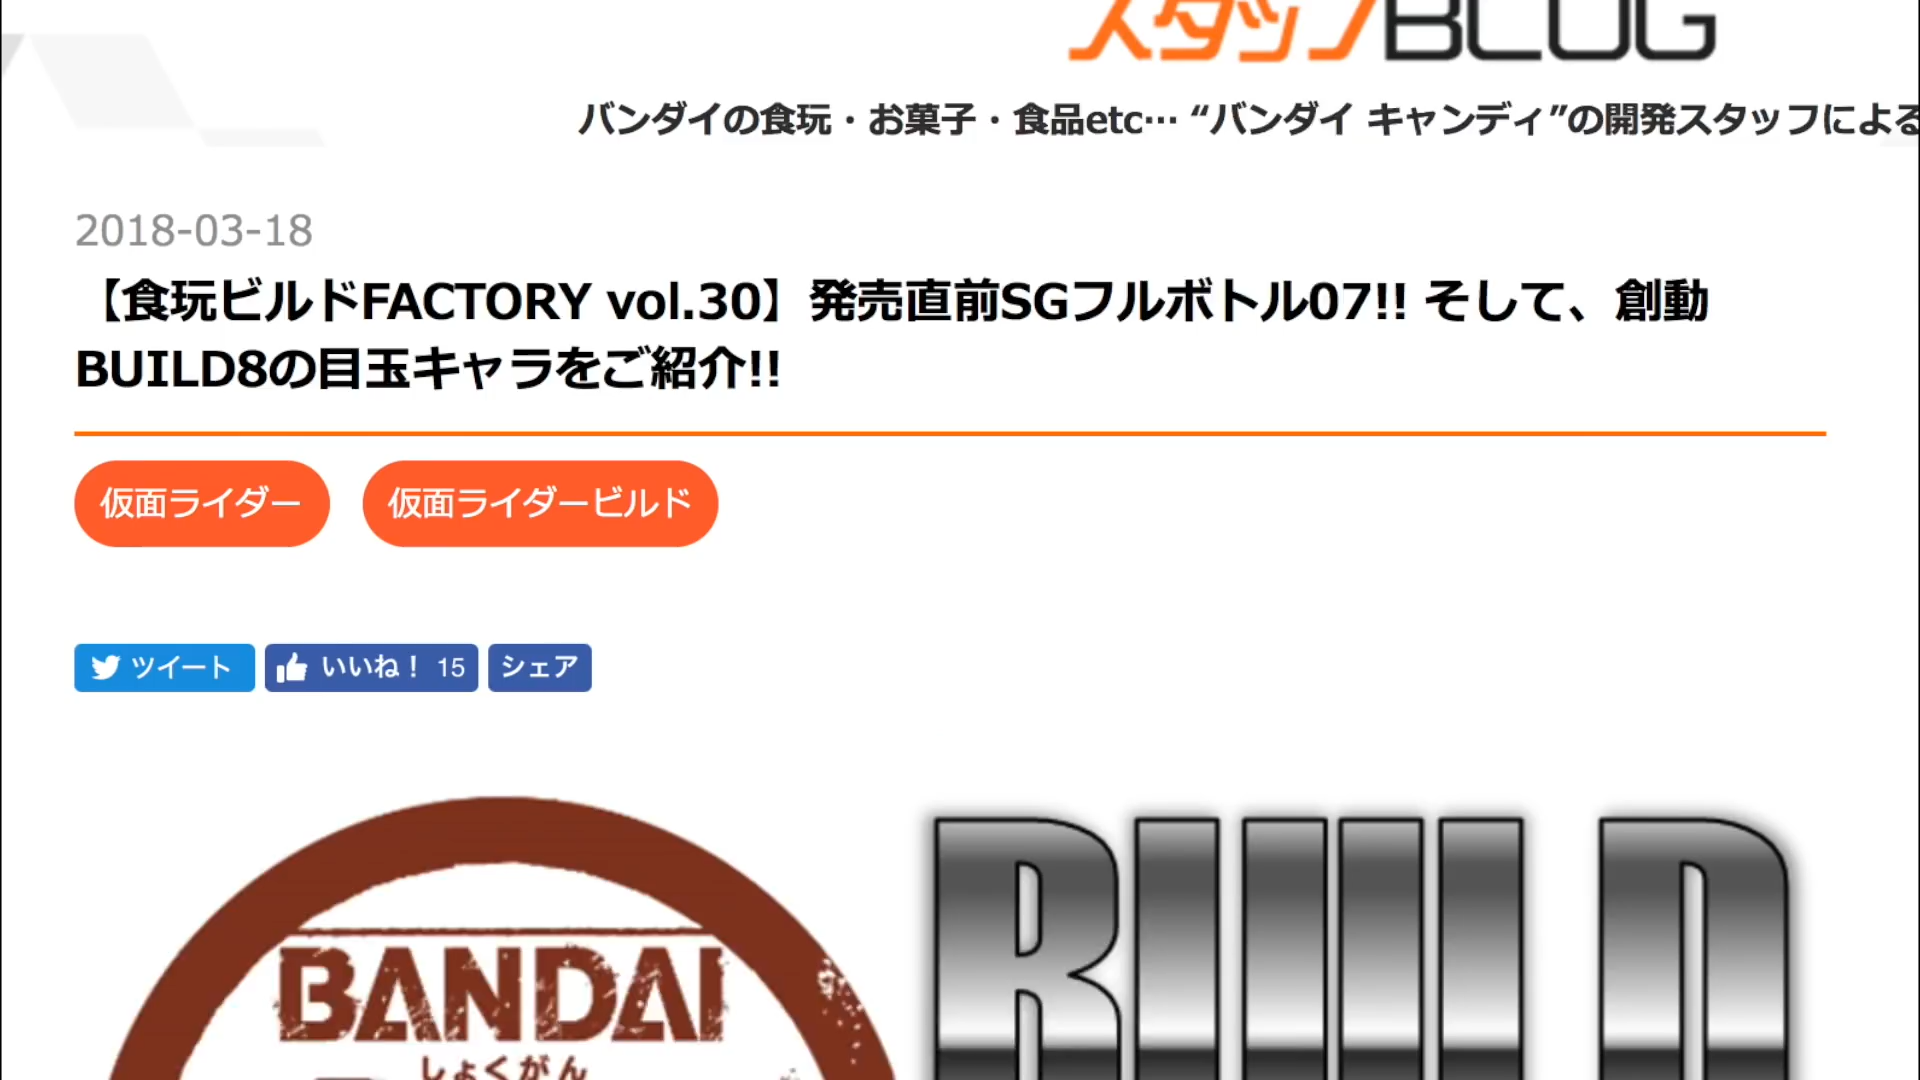 スタッフBLOG
バンダイの食玩・お菓子・食品etc… “バンダイ キャンディ”の開発スタッフによる
2018-03-18
【食玩ビルドFACTORY vol.30】発売直前SGフルボトル07!! そして、創動
BUILD8の目玉キャラをご紹介!!
仮面ライダー 仮面ライダービルド
ツイート いいね！ 15 シェア
BUILD
BANDAI
しょくがん